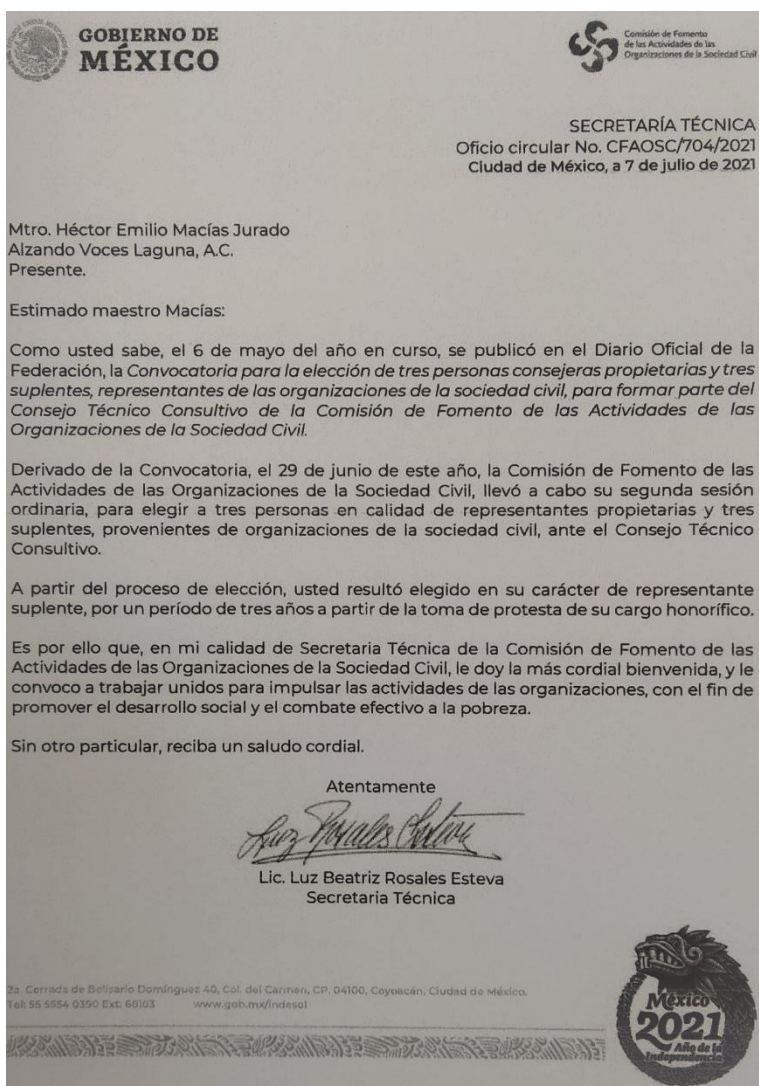 GOBIERNO DE
MÉXICO
Comisión de Fomento
de las Actividades de las
Organizaciones de la Sociedad Civil
SECRETARÍA TÉCNICA
Oficio circular No. CFAOSC/704/2021
Ciudad de México, a 7 de julio de 2021
Mtro. Héctor Emilio Macías Jurado
Alzando Voces Laguna, A.C.
Presente.
Estimado maestro Macías:
Como usted sabe, el 6 de mayo del año en curso, se publicó en el Diario Oficial de la
Federación, la Convocatoria para la elección de tres personas consejeras propietarias y tres
suplentes, representantes de las organizaciones de la sociedad civil, para formar parte del
Consejo Técnico Consultivo de la Comisión de Fomento de las Actividades de las
Organizaciones de la Sociedad Civil.
Derivado de la Convocatoria, el 29 de junio de este año, la Comisión de Fomento de las
Actividades de las Organizaciones de la Sociedad Civil, llevó a cabo su segunda sesión
ordinaria, para elegir a tres personas en calidad de representantes propietarias y tres
suplentes, provenientes de organizaciones de la sociedad civil, ante el Consejo Técnico
Consultivo.
A partir del proceso de elección, usted resultó elegido en su carácter de representante
suplente, por un período de tres años a partir de la toma de protesta de su cargo honorífico.
Es por ello que, en mi calidad de Secretaria Técnica de la Comisión de Fomento de las
Actividades de las Organizaciones de la Sociedad Civil, le doy la más cordial bienvenida, y le
convoco a trabajar unidos para impulsar las actividades de las organizaciones, con el fin de
promover el desarrollo social y el combate efectivo a la pobreza.
Sin otro particular, reciba un saludo cordial.
Atentamente
Luz Rosales Esteva
Lic. Luz Beatriz Rosales Esteva
Secretaria Técnica
2a. Cerrada de Belisario Domínguez 40, Col. del Carmen, CP. 04100, Coyoacán, Ciudad de México.
Tel: 55 5554 0390 Ext: 68103 www.gob.mx/indesol
México
2021
Año de la
Independencia